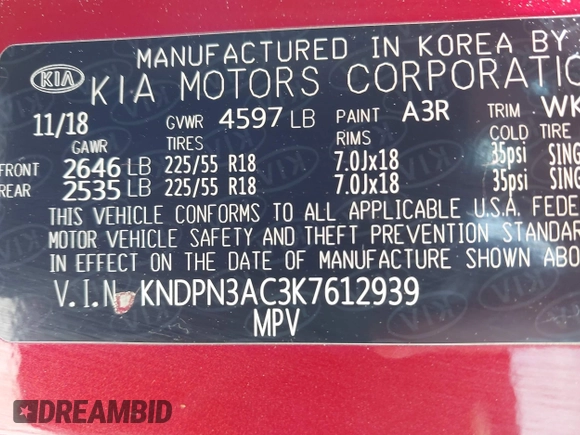 MANUFACTURED IN KOREA BY
KIA KIA MOTORS CORPORATIO
11/18 GVWR 4597 LB PAINT A3R TRIM WK
GAWR TIRES RIMS COLD TIRE
FRONT 2646 LB 225/55 R18 7.0Jx18 35psi SING
REAR 2535 LB 225/55 R18 7.0Jx18 35psi SING
THIS VEHICLE CONFORMS TO ALL APPLICABLE U.S.A. FEDE
MOTOR VEHICLE SAFETY AND THEFT PREVENTION STANDAR
IN EFFECT ON THE DATE OF MANUFACTURE SHOWN ABO
V.I.N KNDPN3AC3K7612939
MPV
DREAMBID